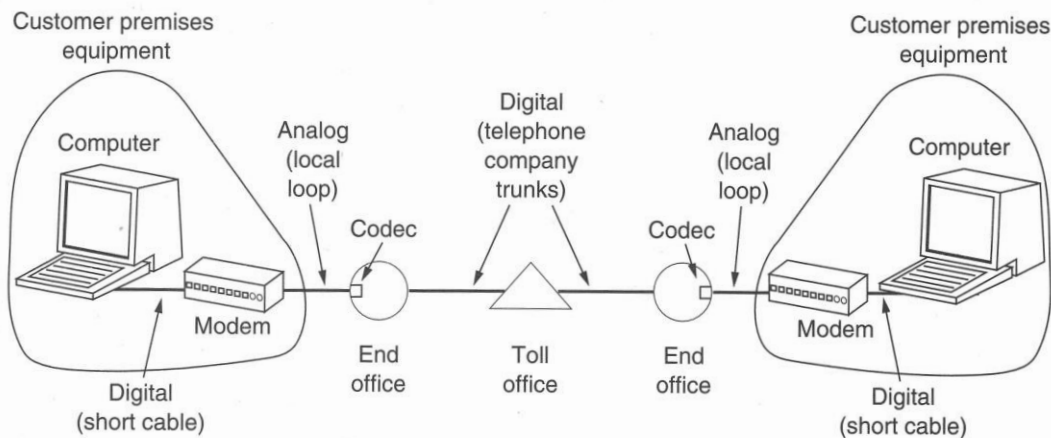 Customer premises
equipment
Customer premises
equipment
Computer
Analog
(local
loop)
Digital
(telephone
company
trunks)
Analog
(local
loop)
Computer
Codec
Codec
Modem
Modem
End
office
Toll
office
End
office
Digital
(short cable)
Digital
(short cable)